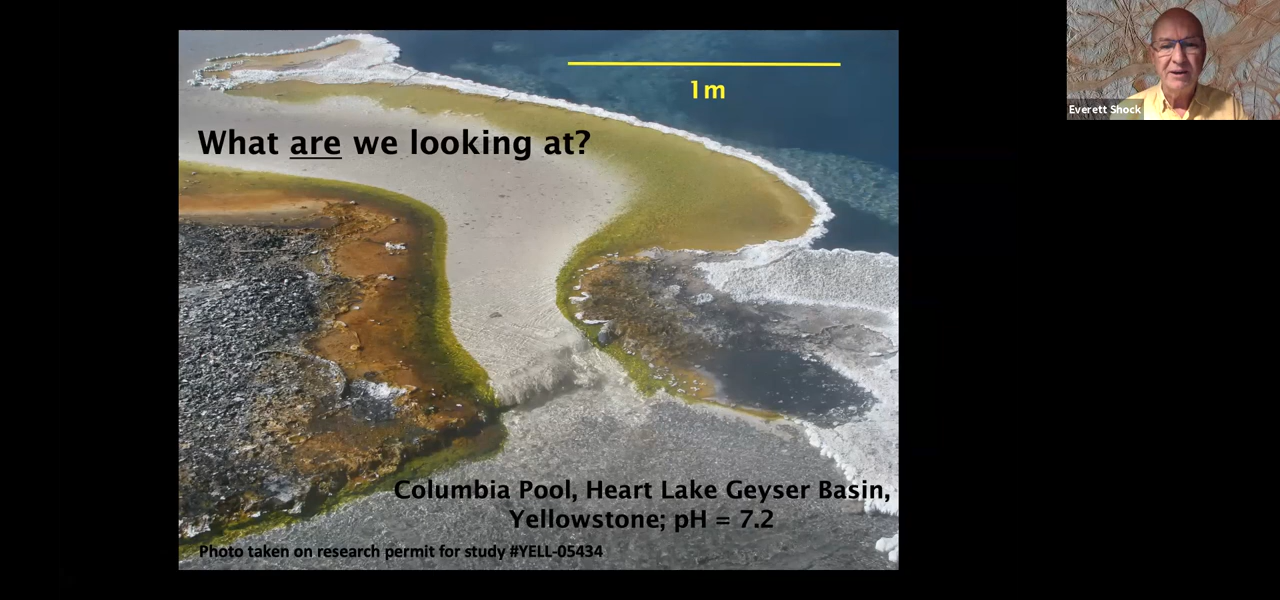 1m
Everett Shock
What are we looking at?
Columbia Pool, Heart Lake Geyser Basin,
Yellowstone; pH = 7.2
Photo taken on research permit for study #YELL-05434